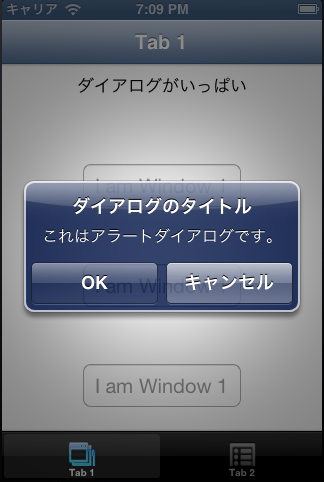 キャリア 7:09 PM
Tab 1
ダイアログがいっぱい
I am Window 1
ダイアログのタイトル
これはアラートダイアログです。
OK キャンセル
I am Window 1
I am Window 1
Tab 1 Tab 2